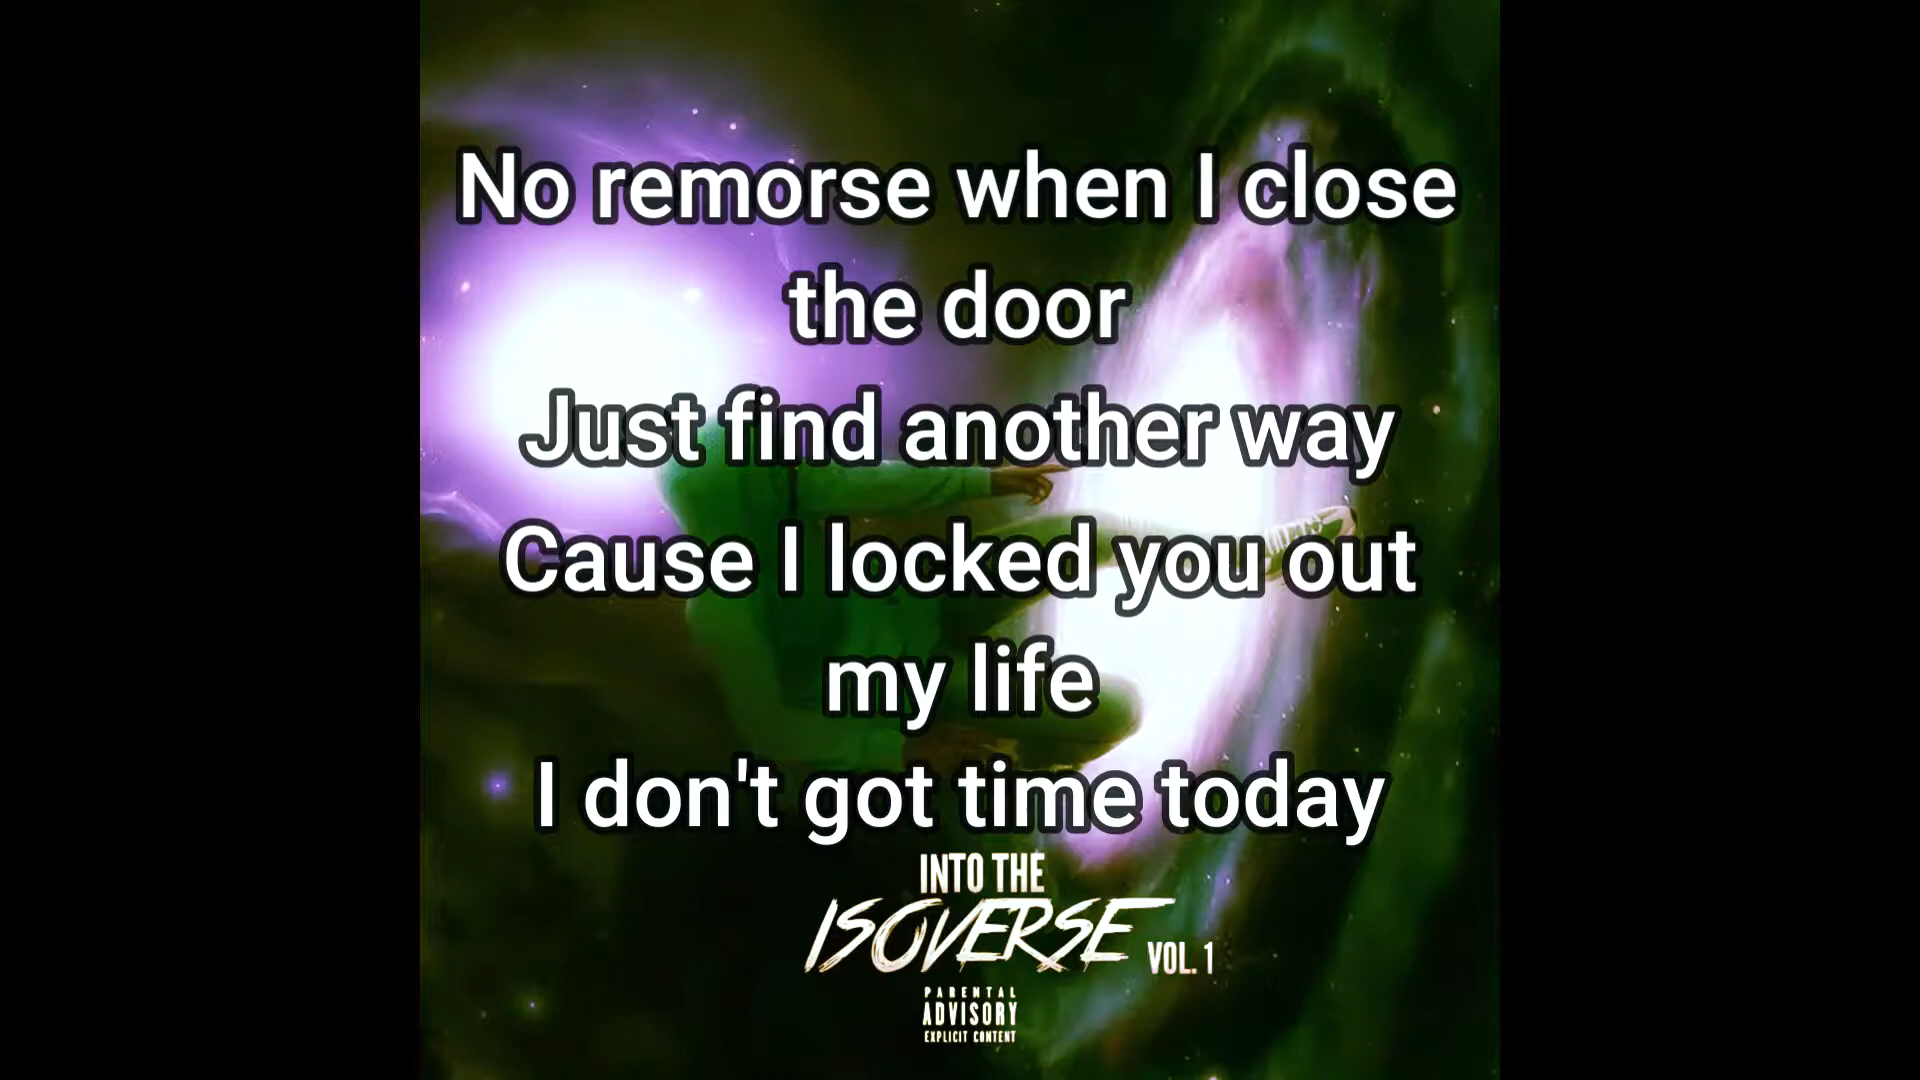 No remorse when I close
the door
Just find another way
Cause I locked you out
my life
I don't got time today
INTO THE
ISOVERSE VOL. 1
PARENTAL
ADVISORY
EXPLICIT CONTENT